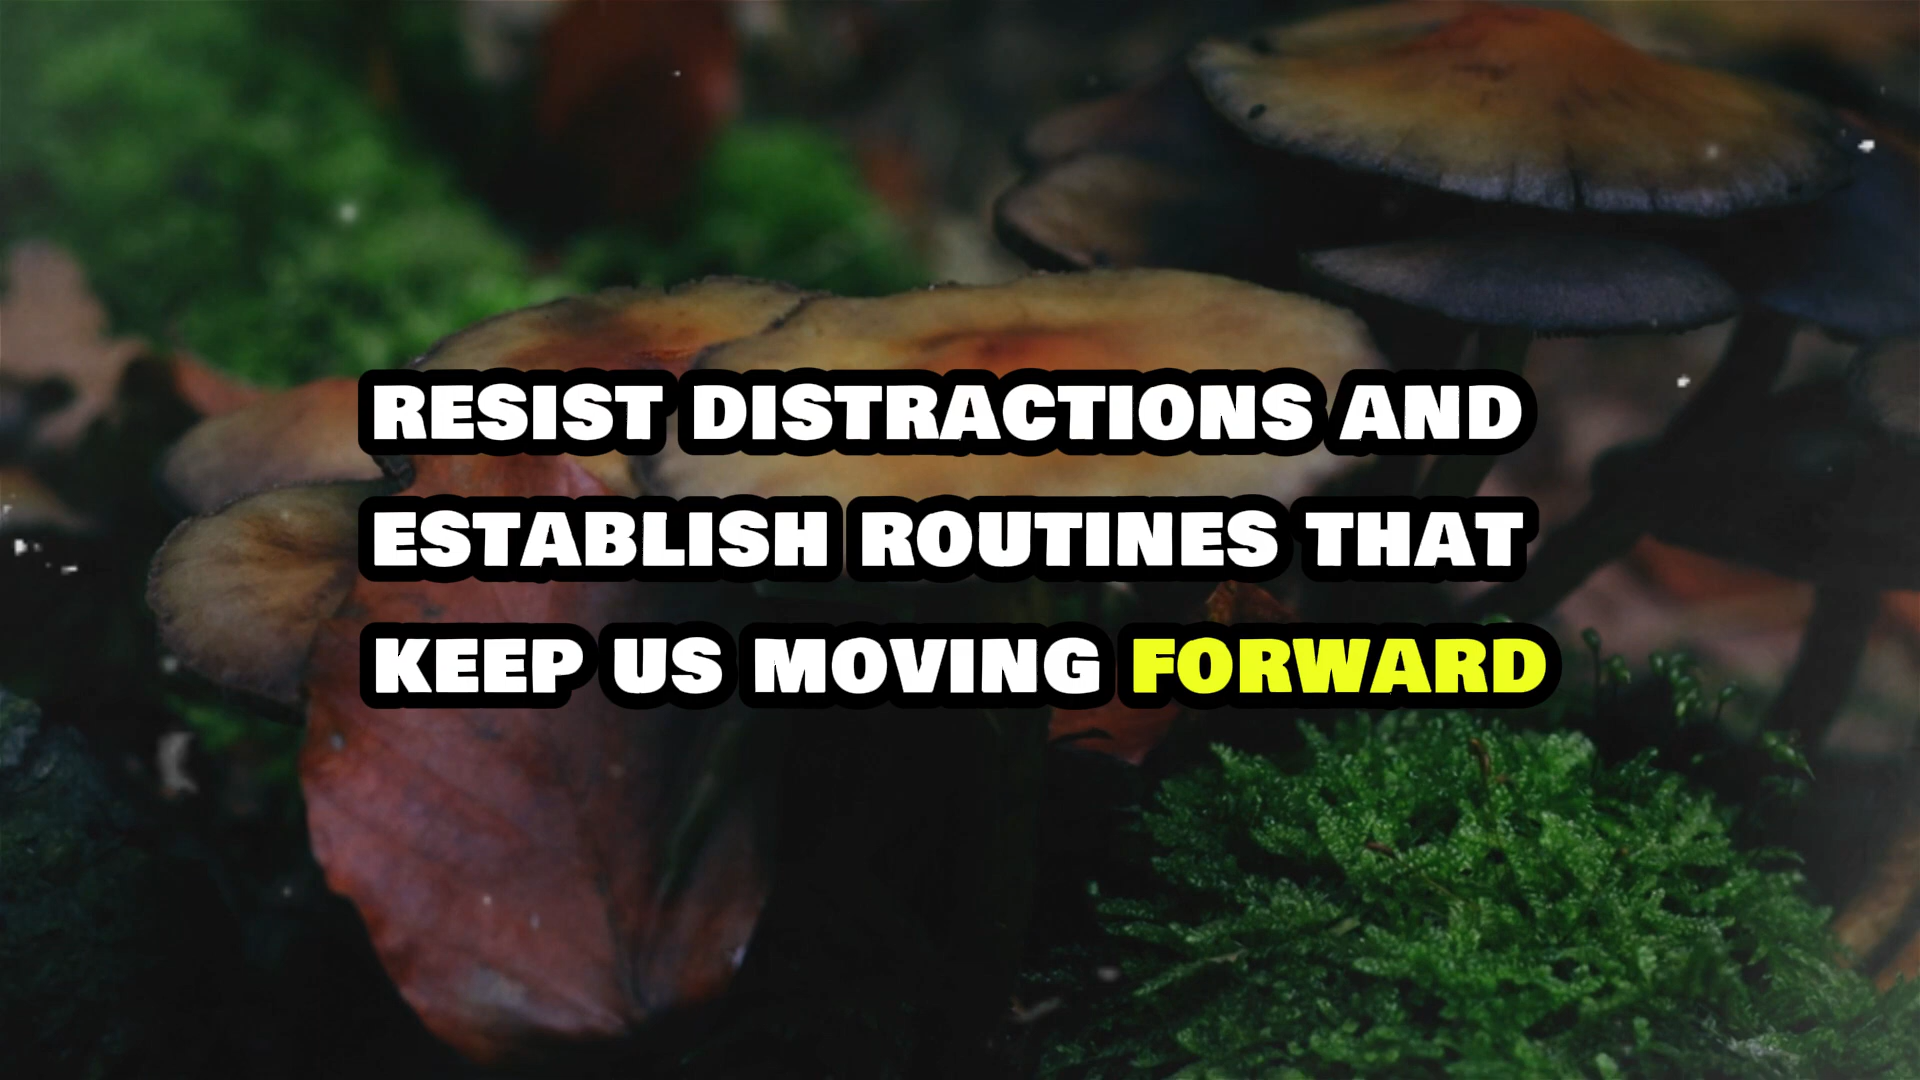 RESIST DISTRACTIONS AND
ESTABLISH ROUTINES THAT
KEEP US MOVING FORWARD